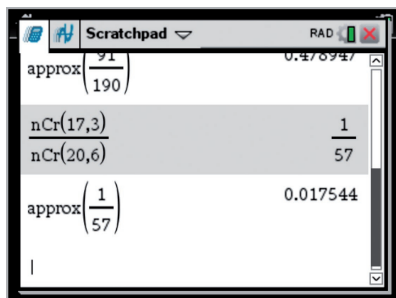 Scratchpad RAD
approx(91/190) 0.478947
nCr(17,3)/nCr(20,6) 1/57
approx(1/57) 0.017544